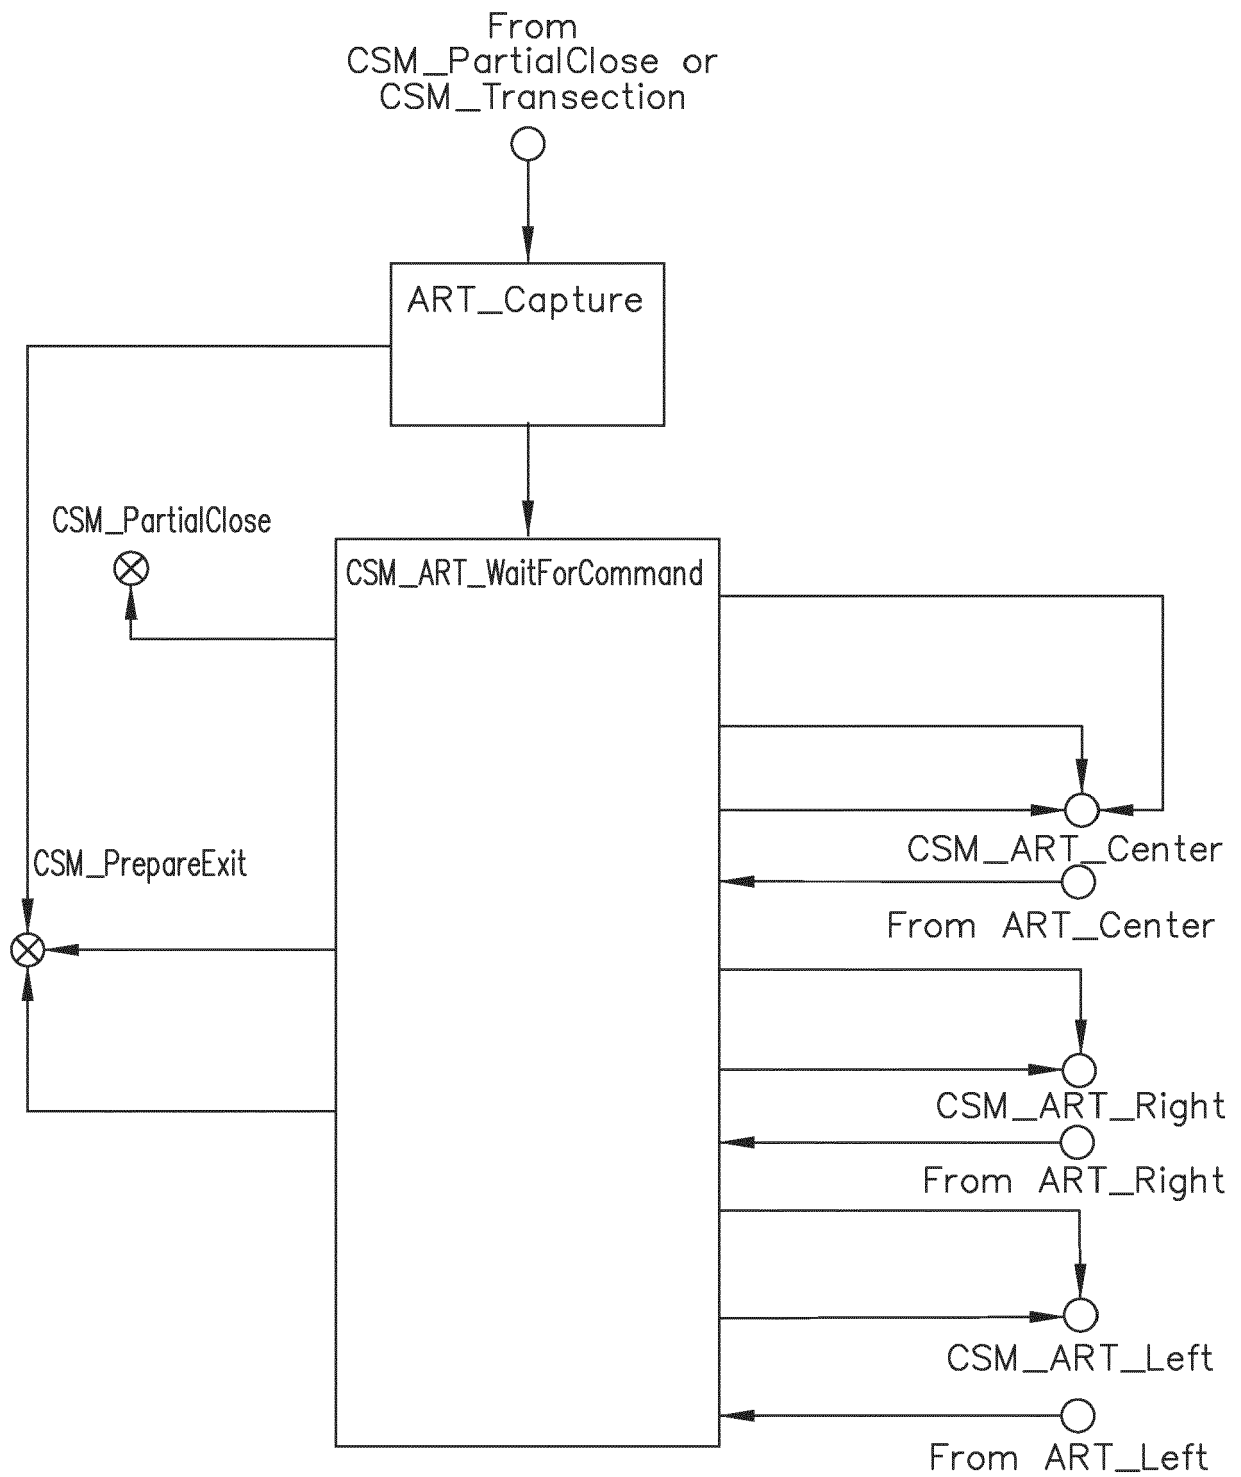 From
CSM_PartialClose or
CSM_Transection
ART_Capture
CSM_PartialClose
CSM_ART_WaitForCommand
CSM_ART_Center
CSM_PrepareExit
From ART_Center
CSM_ART_Right
From ART_Right
CSM_ART_Left
From ART_Left